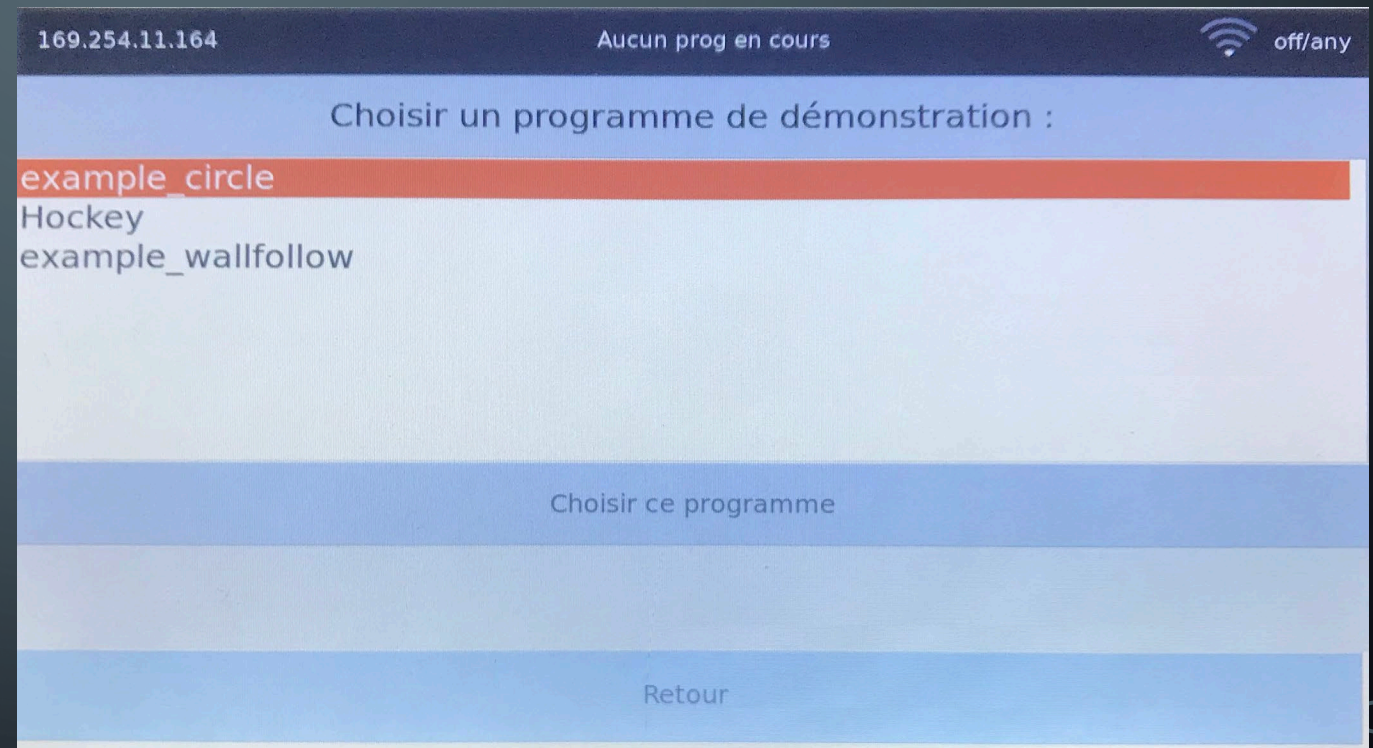 169.254.11.164 Aucun prog en cours off/any
Choisir un programme de démonstration :
example_circle
Hockey
example_wallfollow
Choisir ce programme
Retour